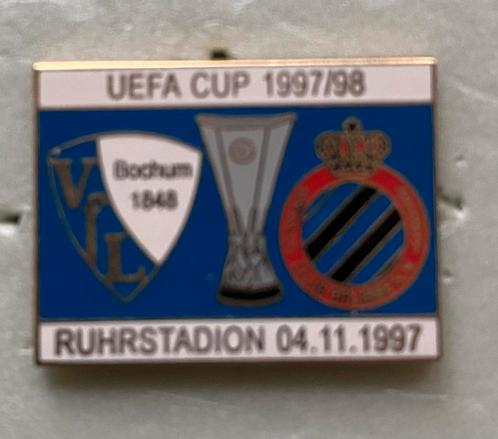 UEFA CUP 1997/98
VfL
Bochum
1848
RUHRSTADION 04.11.1997